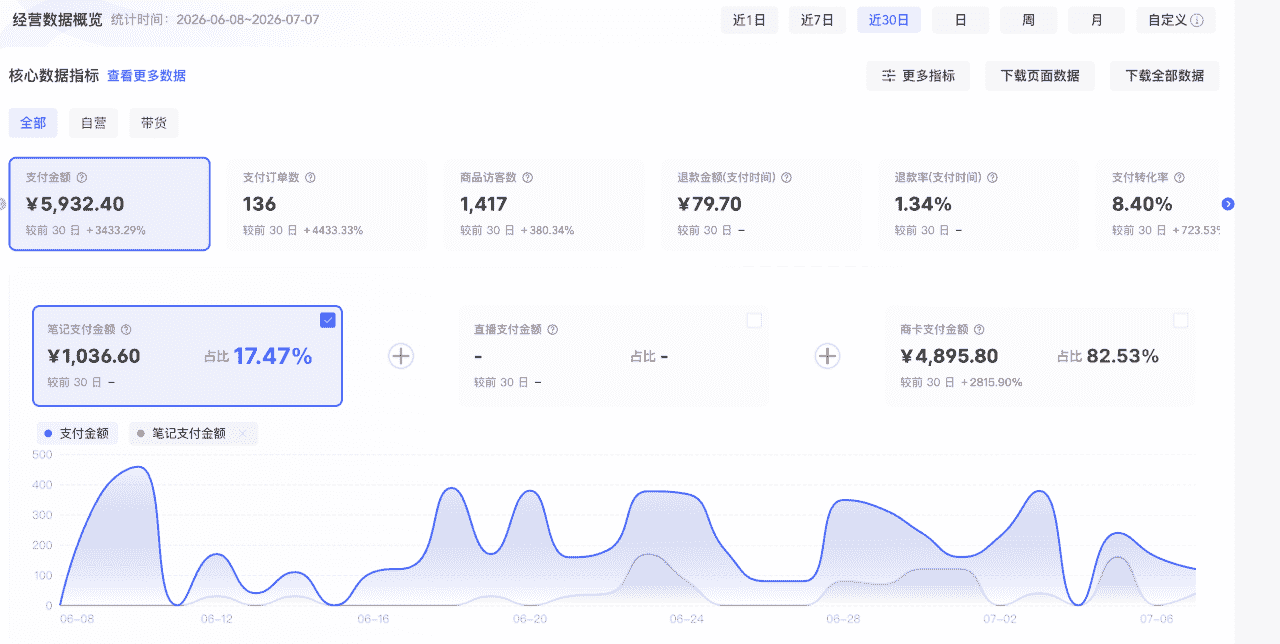 经营数据概览 统计时间：2026-06-08~2026-07-07 近1日 近7日 近30日 日 周 月 自定义
核心数据指标 查看更多数据 更多指标 下载页面数据 下载全部数据
全部 自营 带货
支付金额 支付订单数 商品访客数 退款金额(支付时间) 退款率(支付时间) 支付转化率
¥5,932.40 136 1,417 ¥79.70 1.34% 8.40%
较前 30 日 +3433.29% 较前 30 日 +4433.33% 较前 30 日 +380.34% 较前 30 日 – 较前 30 日 – 较前 30 日 +723.53%
笔记支付金额 直播支付金额 商卡支付金额
¥1,036.60 占比 17.47% - 占比 - ¥4,895.80 占比 82.53%
较前 30 日 – 较前 30 日 – 较前 30 日 +2815.90%
支付金额 笔记支付金额
500
400
300
200
100
0
06-08 06-12 06-16 06-20 06-24 06-28 07-02 07-06